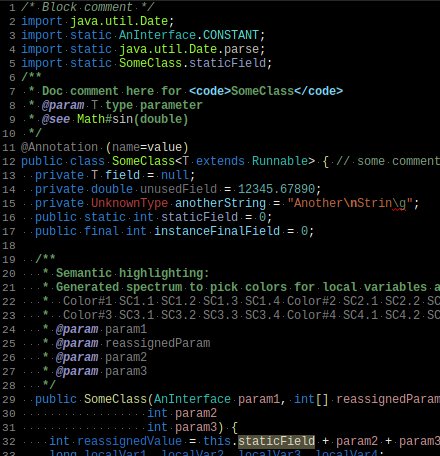 1 /* Block comment */
2 import java.util.Date;
3 import static AnInterface.CONSTANT;
4 import static java.util.Date.parse;
5 import static SomeClass.staticField;
6 /**
7  * Doc comment here for <code>SomeClass</code>
8  * @param T type parameter
9  * @see Math#sin(double)
10  */
11 @Annotation (name=value)
12 public class SomeClass<T extends Runnable> { // some comment
13   private T field = null;
14   private double unusedField = 12345.67890;
15   private UnknownType anotherString = "Another\nStrin\g";
16   public static int staticField = 0;
17   public final int instanceFinalField = 0;
18
19   /**
20    * Semantic highlighting:
21    * Generated spectrum to pick colors for local variables a
22    *  Color#1 SC1.1 SC1.2 SC1.3 SC1.4 Color#2 SC2.1 SC2.2 SC
23    *  Color#3 SC3.1 SC3.2 SC3.3 SC3.4 Color#4 SC4.1 SC4.2 SC
24    * @param param1
25    * @param reassignedParam
26    * @param param2
27    * @param param3
28    */
29   public SomeClass(AnInterface param1, int[] reassignedParam
30                    int param2
31                    int param3) {
32     int reassignedValue = this.staticField + param2 + param3
33     long localVar1, localVar2, localVar3, localVar4;